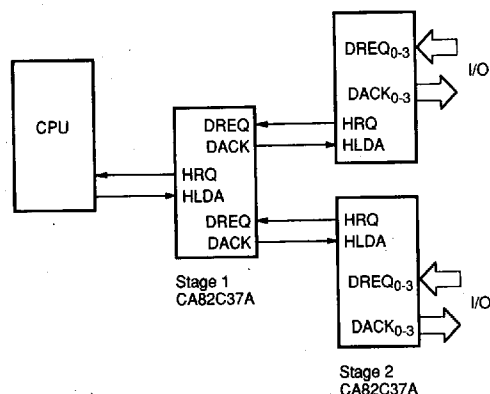 DREQ0-3
I/O
DACK0-3
CPU
DREQ
HRQ
DACK
HLDA
HRQ
HLDA
DREQ
HRQ
DACK
HLDA
Stage 1
CA82C37A
DREQ0-3
I/O
DACK0-3
Stage 2
CA82C37A